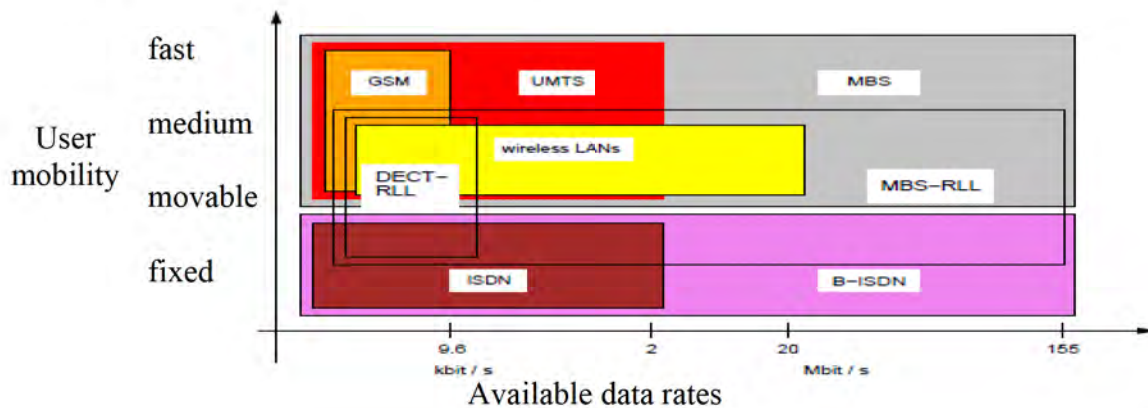 fast
GSM
UMTS
MBS
medium
User
mobility
wireless LANs
DECT-
RLL
MBS-RLL
movable
fixed
ISDN
B-ISDN
9.6
2
20
155
kbit / s
Mbit / s
Available data rates